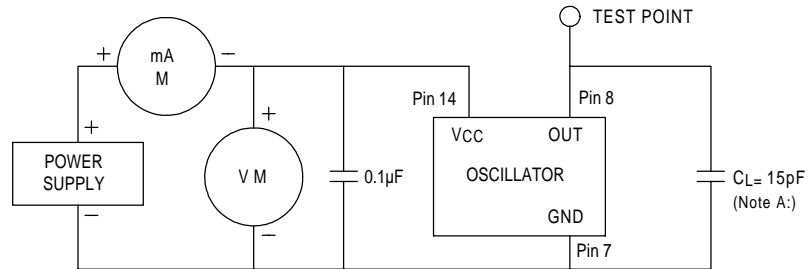 TEST POINT
+
mA
M
−
Pin 14
Pin 8
+
POWER
SUPPLY
−
+
V M
−
0.1µF
VCC
OUT
OSCILLATOR
GND
Pin 7
CL= 15pF
(Note A:)